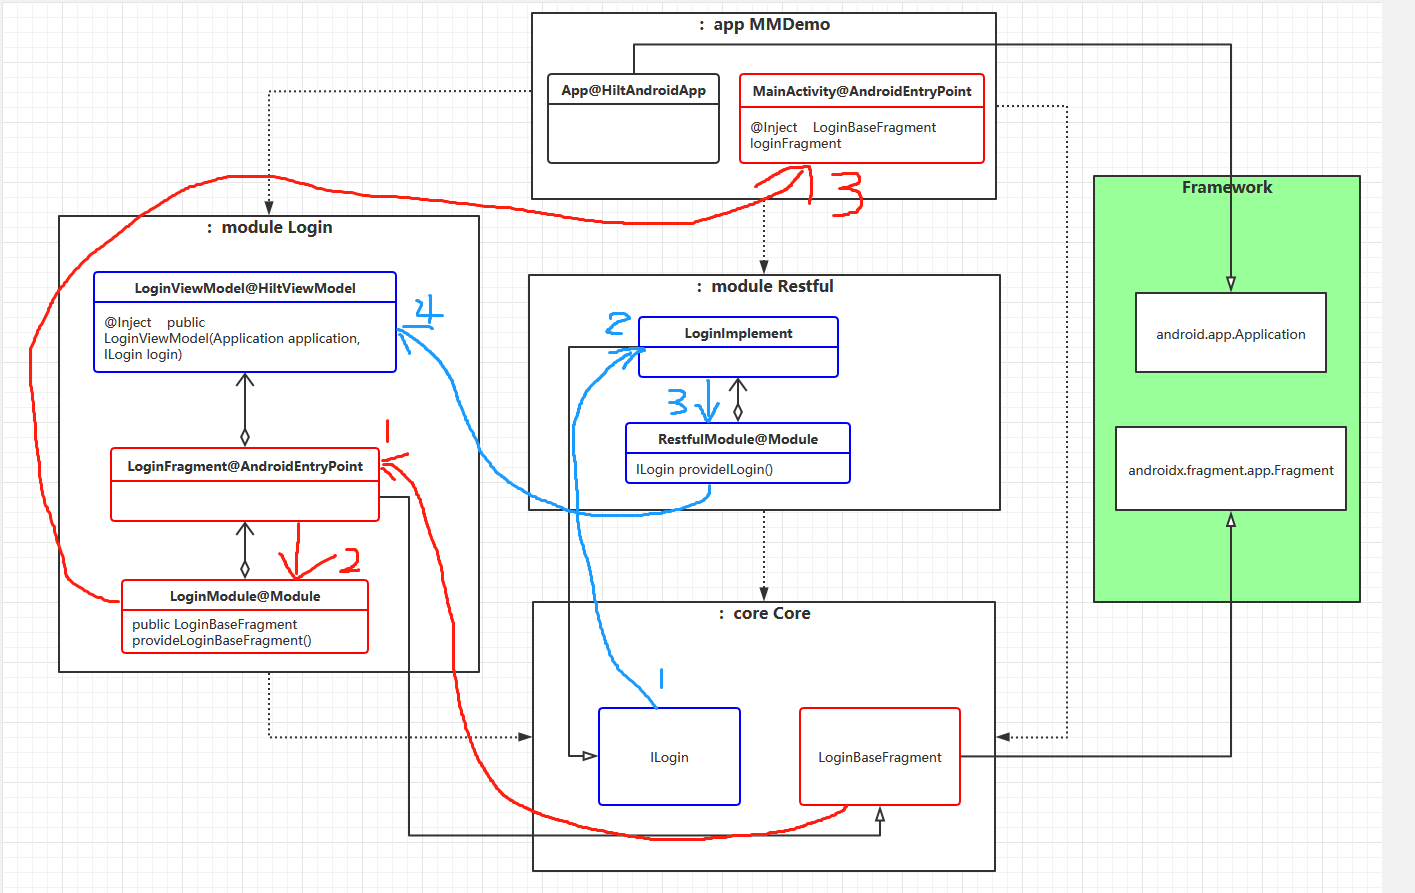 : app MMDemo
App@HiltAndroidApp
MainActivity@AndroidEntryPoint
@Inject LoginBaseFragment
loginFragment
3
Framework
: module Login
LoginViewModel@HiltViewModel
@Inject public
LoginViewModel(Application application,
ILogin login)
4
: module Restful
2
LoginImplement
3
RestfulModule@Module
ILogin provideILogin()
android.app.Application
androidx.fragment.app.Fragment
1
LoginFragment@AndroidEntryPoint
2
LoginModule@Module
public LoginBaseFragment
provideLoginBaseFragment()
: core Core
1
ILogin
LoginBaseFragment